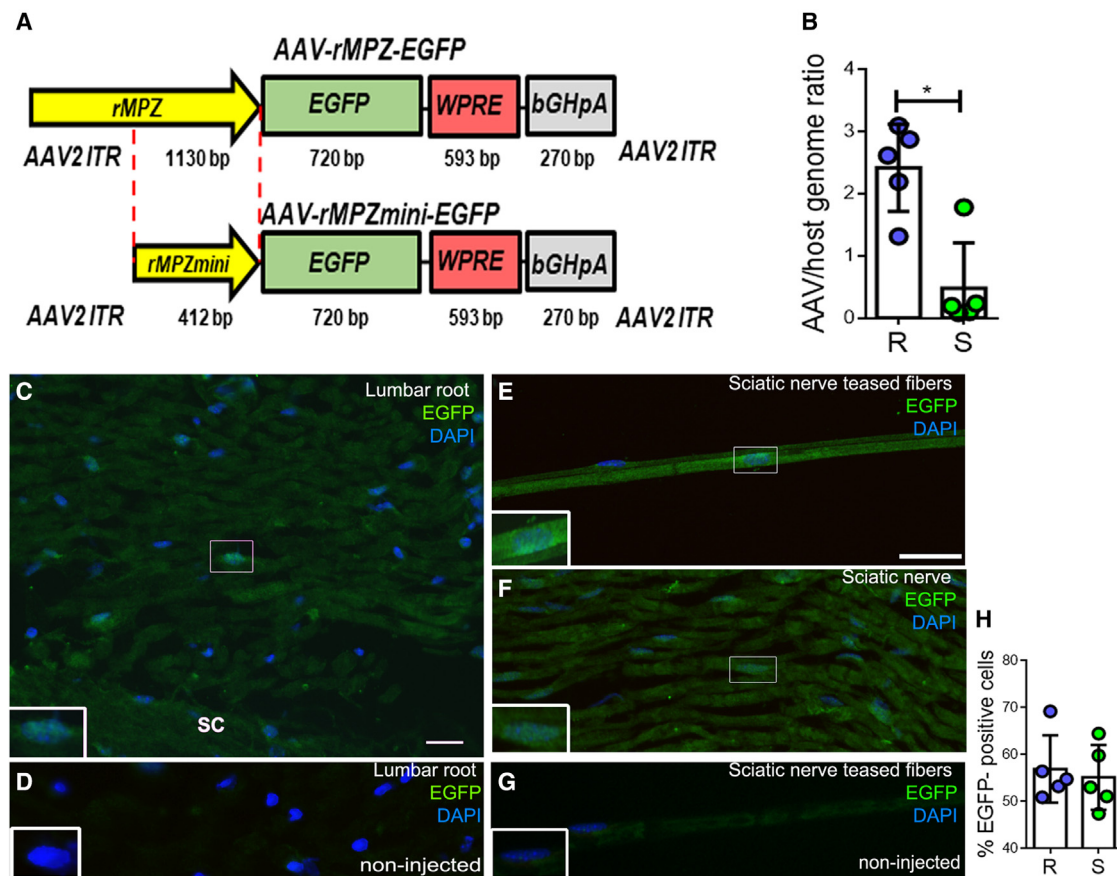 A
AAV-rMPZ-EGFP
rMPZ
EGFP
WPRE
bGHpA
AAV2 ITR
1130 bp
720 bp
593 bp
270 bp
AAV2 ITR
AAV-rMPZmini-EGFP
rMPZmini
EGFP
WPRE
bGHpA
AAV2 ITR
412 bp
720 bp
593 bp
270 bp
AAV2 ITR
B
AAV/host genome ratio
4
3
2
1
0
*
R
S
C
Lumbar root
EGFP
DAPI
SC
D
Lumbar root
EGFP
DAPI
non-injected
E
Sciatic nerve teased fibers
EGFP
DAPI
F
Sciatic nerve
EGFP
DAPI
G
Sciatic nerve teased fibers
EGFP
DAPI
non-injected
H
% EGFP- positive cells
80
70
60
50
40
R
S